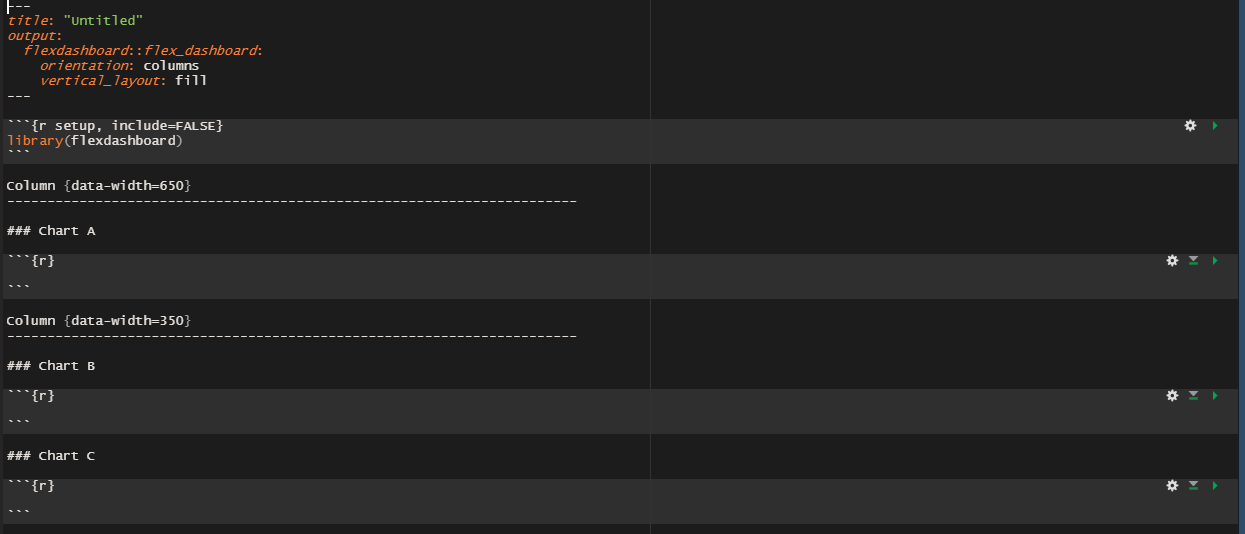 ---
title: "Untitled"
output:
  flexdashboard::flex_dashboard:
    orientation: columns
    vertical_layout: fill
---
```{r setup, include=FALSE}
library(flexdashboard)
```
Column {data-width=650}
-----------------------------------------------------------------------
### Chart A
```{r}
```
Column {data-width=350}
-----------------------------------------------------------------------
### Chart B
```{r}
```
### Chart C
```{r}
```